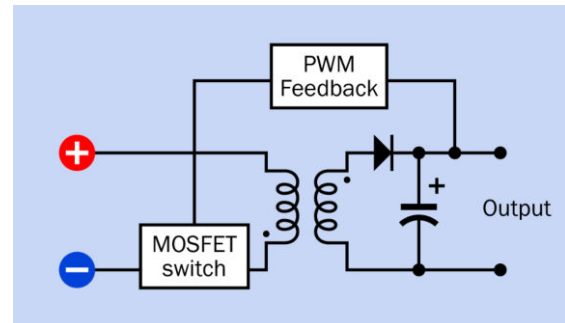 PWM
Feedback
+
+
Output
MOSFET
switch
−